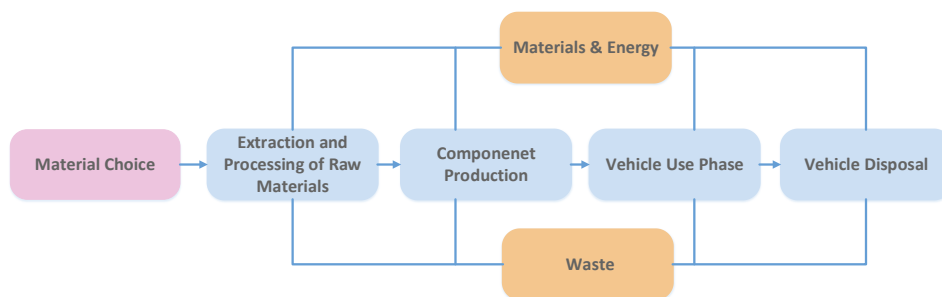 Materials & Energy
Material Choice
Extraction and
Processing of Raw
Materials
Componenet
Production
Vehicle Use Phase
Vehicle Disposal
Waste